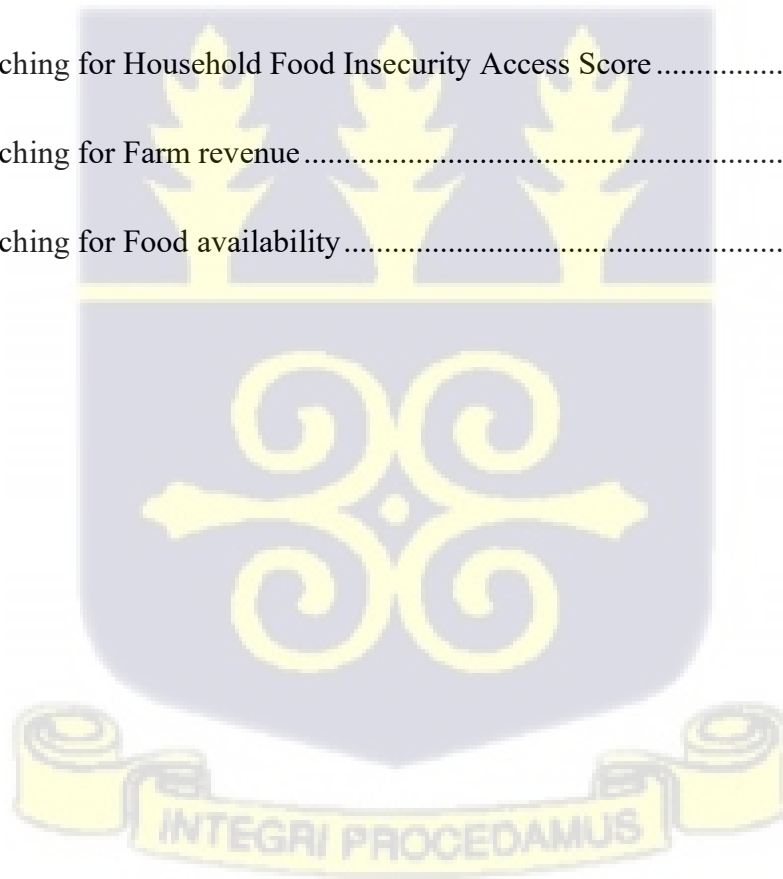 ching for Household Food Insecurity Access Score................
ching for Farm revenue................................................................
ching for Food availability..........................................................
INTEGRI PROCEDAMUS